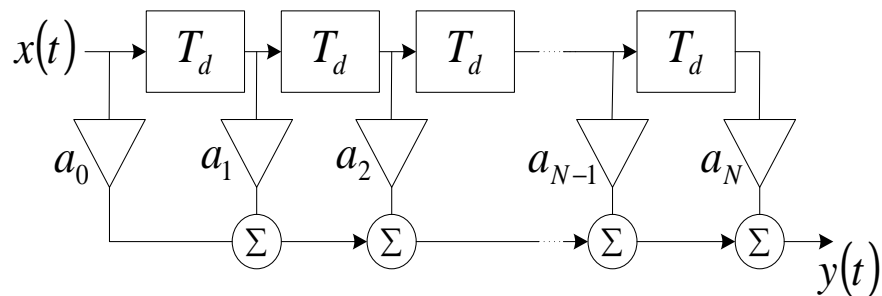 x(t) T_d T_d T_d T_d
a_0 a_1 a_2 a_{N-1} a_N
Σ Σ Σ Σ
y(t)